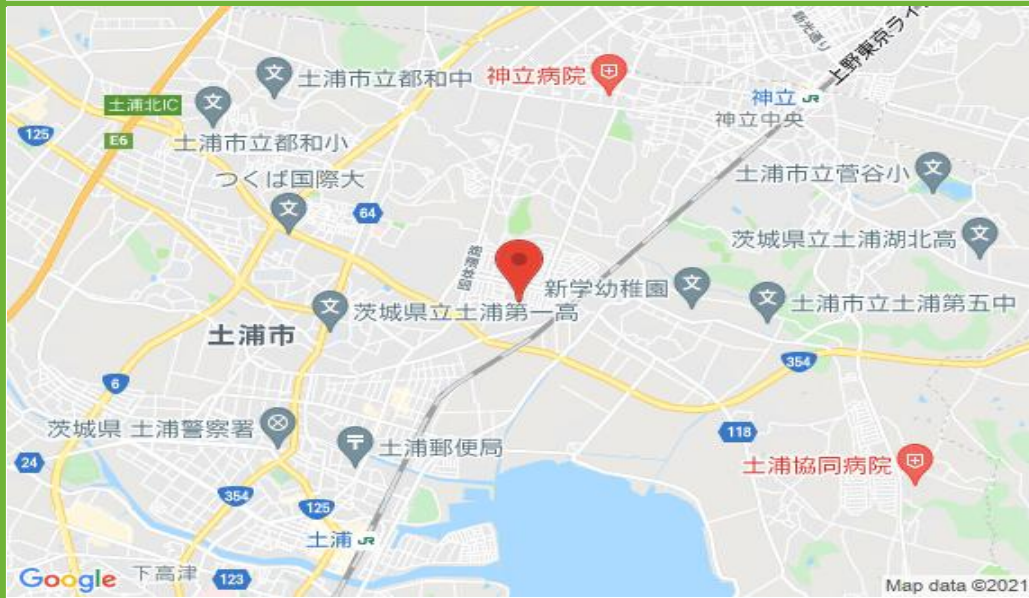 新光通り
上野東京ライ
土浦市立都和中
神立病院
神立 JR
神立中央
土浦北IC
125
E6
土浦市立都和小
つくば国際大
64
土浦市立菅谷小
茨城県立土浦湖北高
新学幼稚園
土浦市立土浦第五中
茨城県立土浦第一高
土浦市
354
6
茨城県 土浦警察署
118
土浦郵便局
24
土浦協同病院
354
125
土浦 JR
Google
下高津
123
Map data ©2021